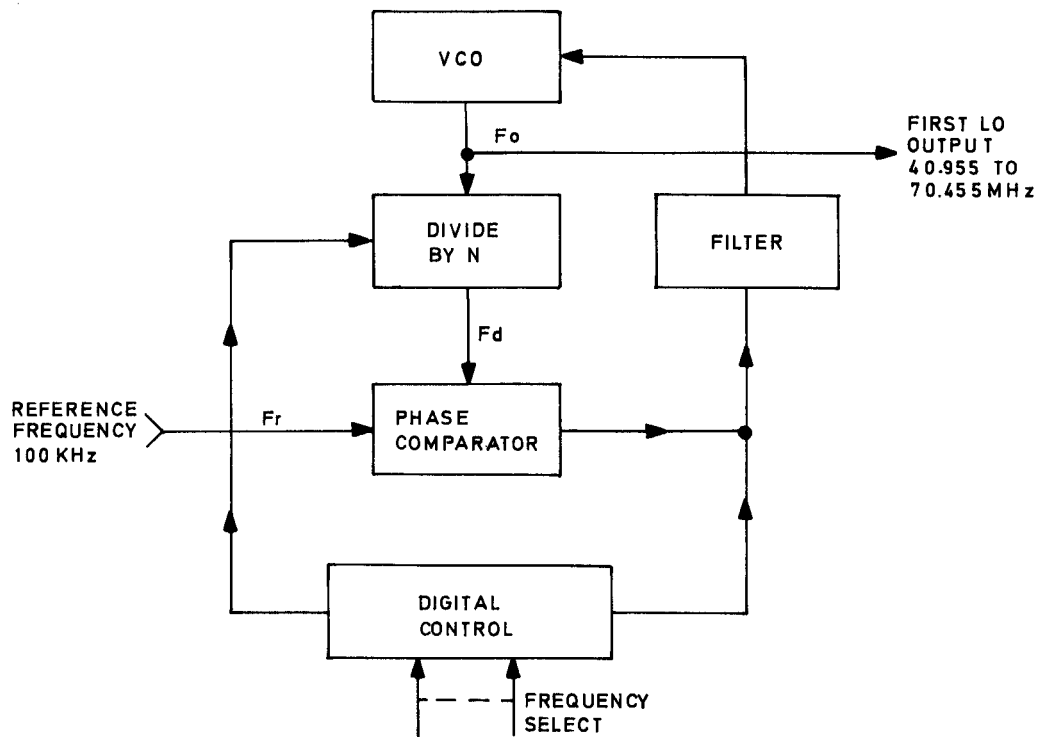 VCO
Fo
FIRST LO
OUTPUT
40.955 TO
70.455MHz
DIVIDE
BY N
FILTER
Fd
REFERENCE
FREQUENCY
100 KHz
Fr
PHASE
COMPARATOR
DIGITAL
CONTROL
FREQUENCY
SELECT